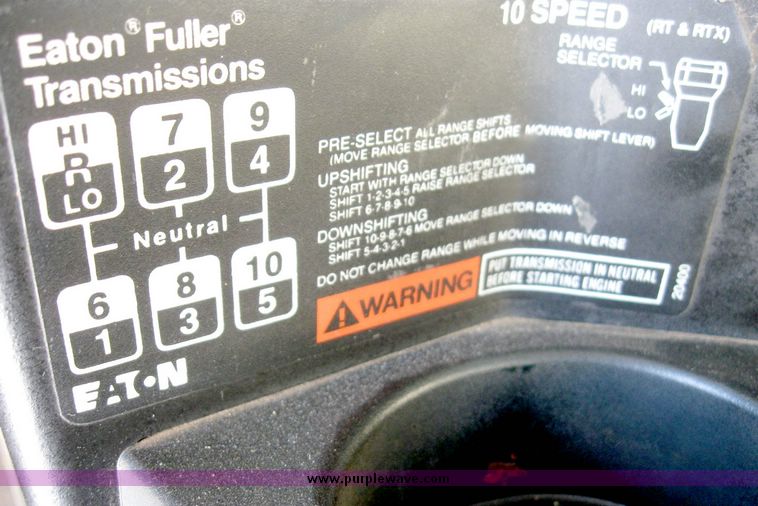 Eaton® Fuller®
Transmissions
10 SPEED (RT & RTX)
RANGE
SELECTOR
HI
LO
HI
R
LO
7
2
9
4
Neutral
6
1
8
3
10
5
EATON
PRE-SELECT ALL RANGE SHIFTS
(MOVE RANGE SELECTOR BEFORE MOVING SHIFT LEVER)
UPSHIFTING
START WITH RANGE SELECTOR DOWN
SHIFT 1-2-3-4-5 RAISE RANGE SELECTOR
SHIFT 6-7-8-9-10
DOWNSHIFTING
SHIFT 10-9-8-7-6 MOVE RANGE SELECTOR DOWN
SHIFT 5-4-3-2-1
DO NOT CHANGE RANGE WHILE MOVING IN REVERSE
WARNING
PUT TRANSMISSION IN NEUTRAL
BEFORE STARTING ENGINE
20400
www.purplewave.com